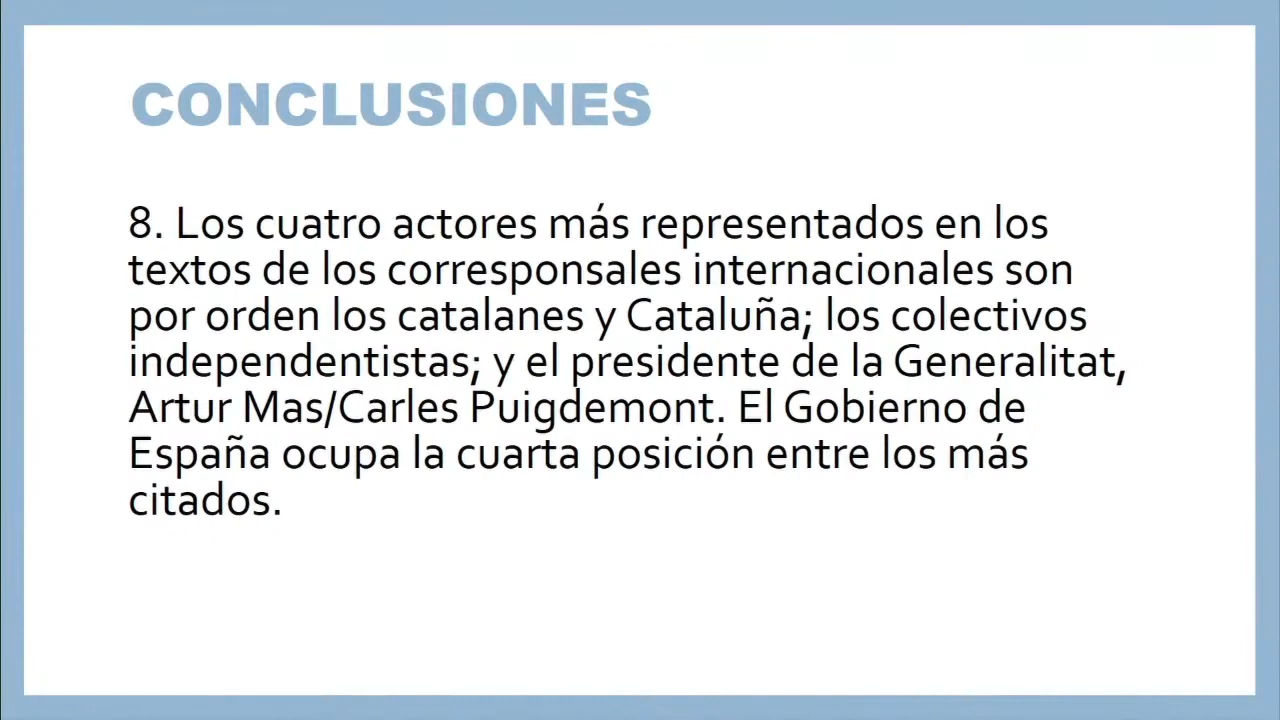 CONCLUSIONES
8. Los cuatro actores más representados en los
textos de los corresponsales internacionales son
por orden los catalanes y Cataluña; los colectivos
independentistas; y el presidente de la Generalitat,
Artur Mas/Carles Puigdemont. El Gobierno de
España ocupa la cuarta posición entre los más
citados.